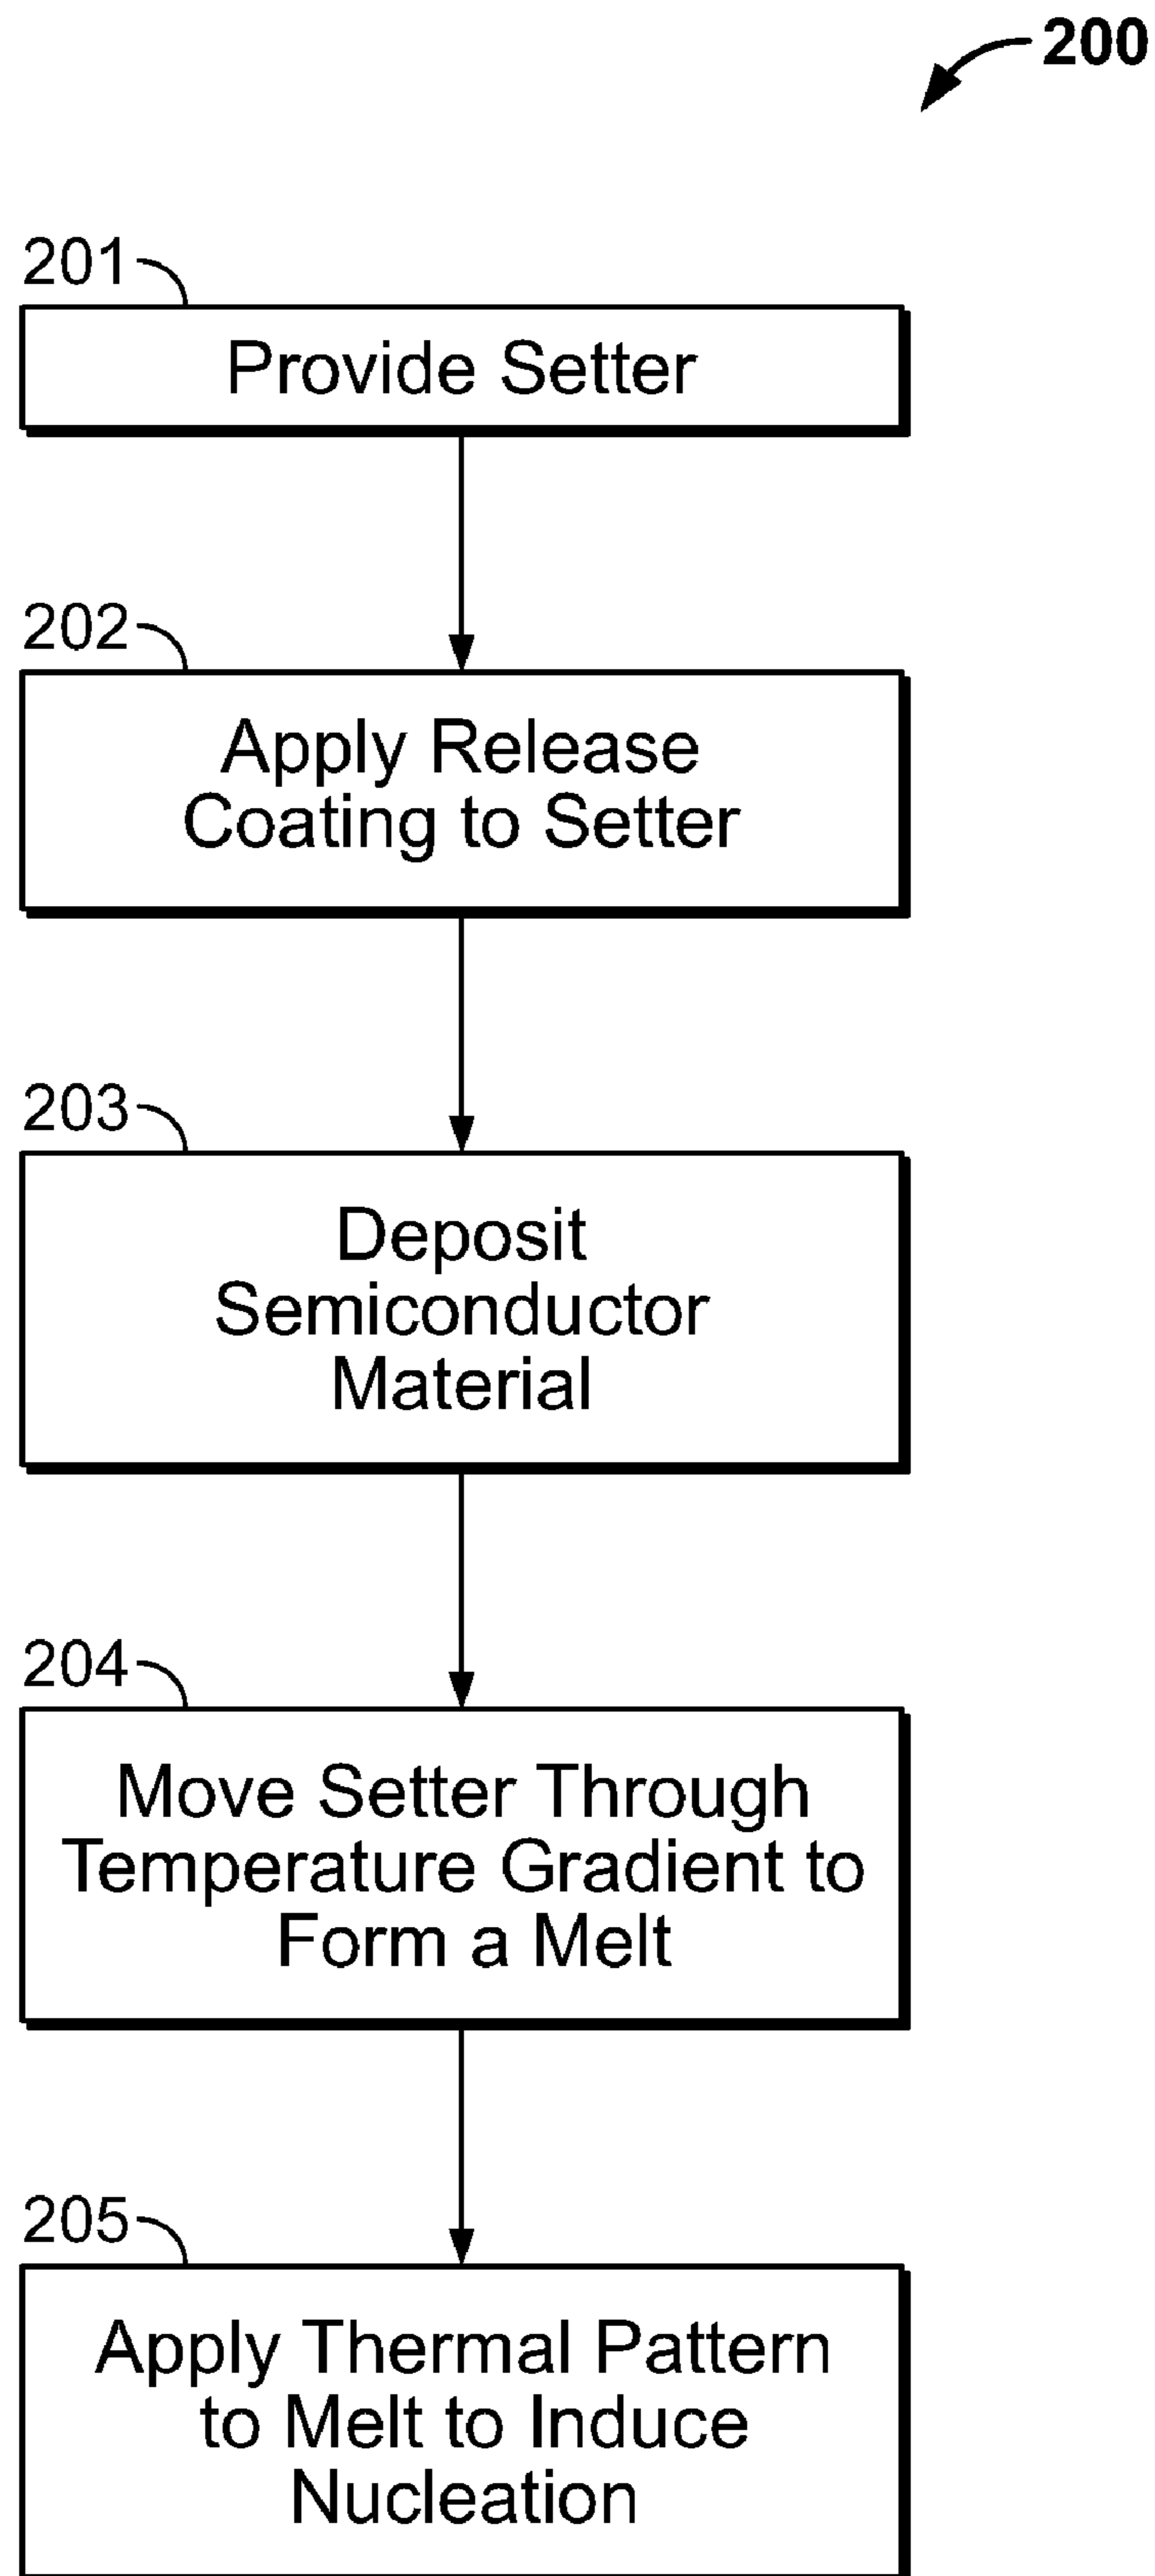 200
201
Provide Setter
202
Apply Release
Coating to Setter
203
Deposit
Semiconductor
Material
204
Move Setter Through
Temperature Gradient to
Form a Melt
205
Apply Thermal Pattern
to Melt to Induce
Nucleation